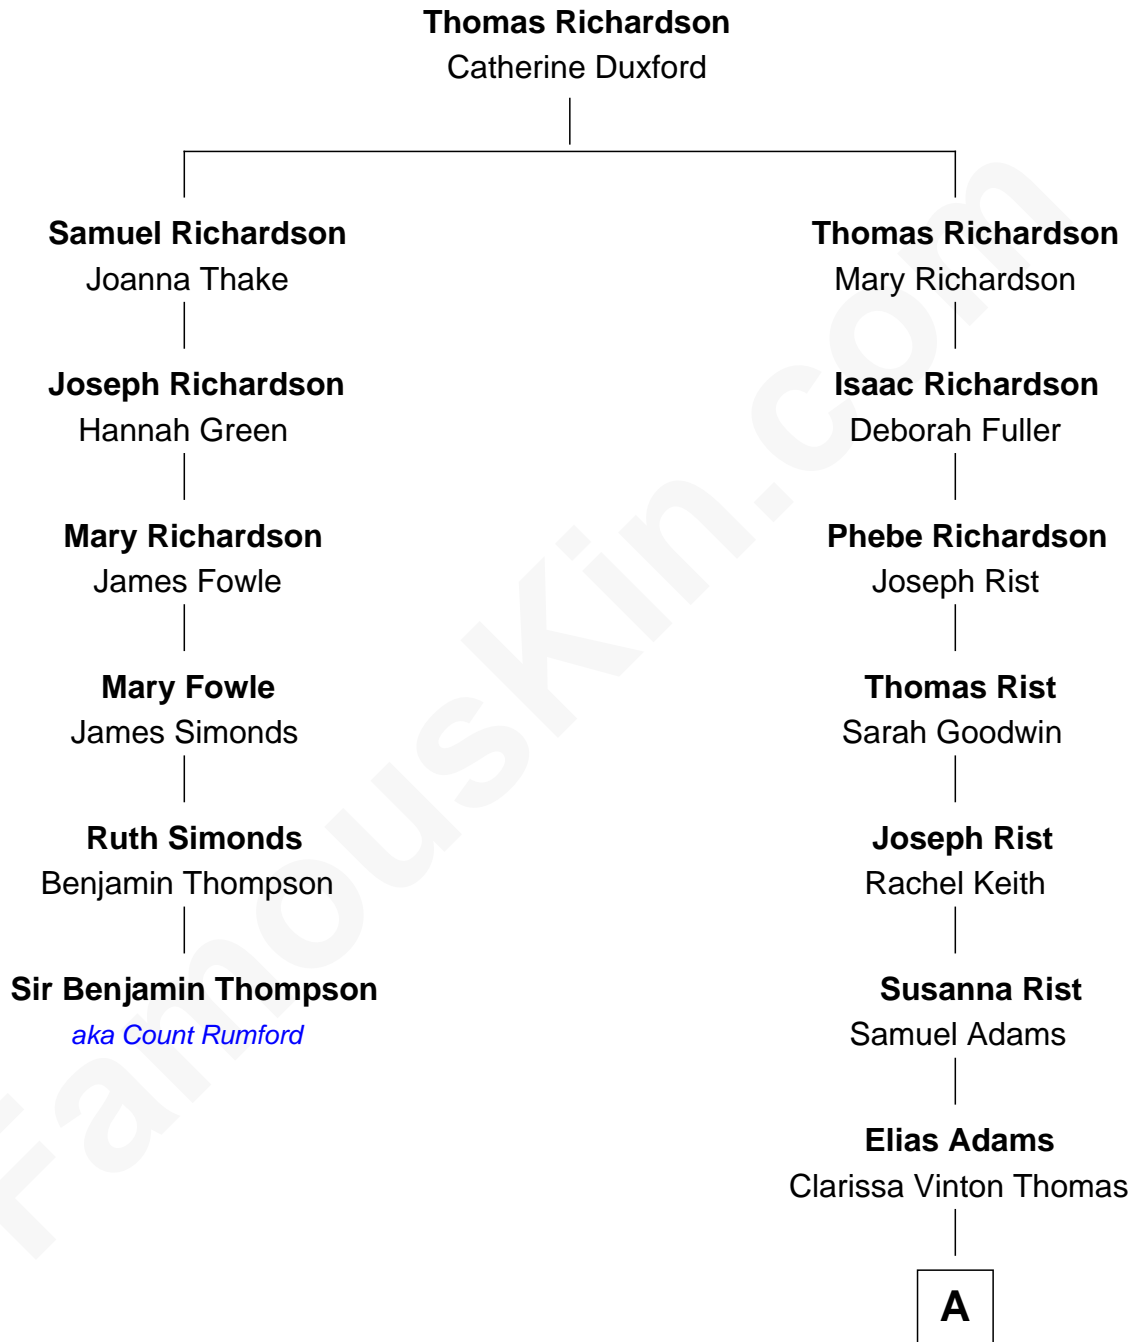 Thomas Richardson
Catherine Duxford
Samuel Richardson
Joanna Thake
Joseph Richardson
Hannah Green
Mary Richardson
James Fowle
Mary Fowle
James Simonds
Ruth Simonds
Benjamin Thompson
Sir Benjamin Thompson
aka Count Rumford
Thomas Richardson
Mary Richardson
Isaac Richardson
Deborah Fuller
Phebe Richardson
Joseph Rist
Thomas Rist
Sarah Goodwin
Joseph Rist
Rachel Keith
Susanna Rist
Samuel Adams
Elias Adams
Clarissa Vinton Thomas
A
FamousKin.com